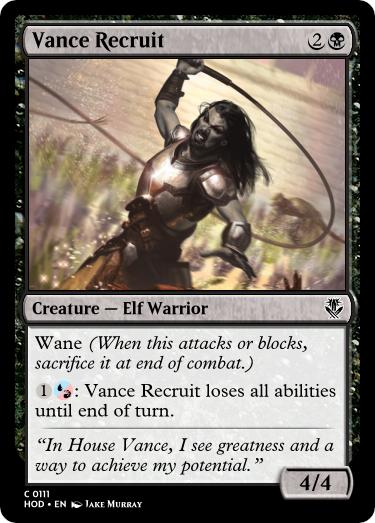 Vance Recruit 2
Creature — Elf Warrior
Wane (When this attacks or blocks,
sacrifice it at end of combat.)
1 : Vance Recruit loses all abilities
until end of turn.
“In House Vance, I see greatness and a
way to achieve my potential.”
4/4
C 0111
HOD • EN Jake Murray